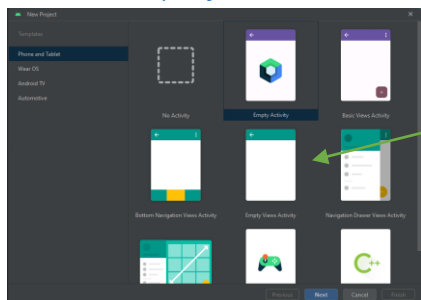 New Project
Templates
Phone and Tablet
Wear OS
Android TV
Automotive
No Activity
Empty Activity
Basic Views Activity
Bottom Navigation Views Activity
Empty Views Activity
Navigation Drawer Views Activity
C++
Previous
Next
Cancel
Finish